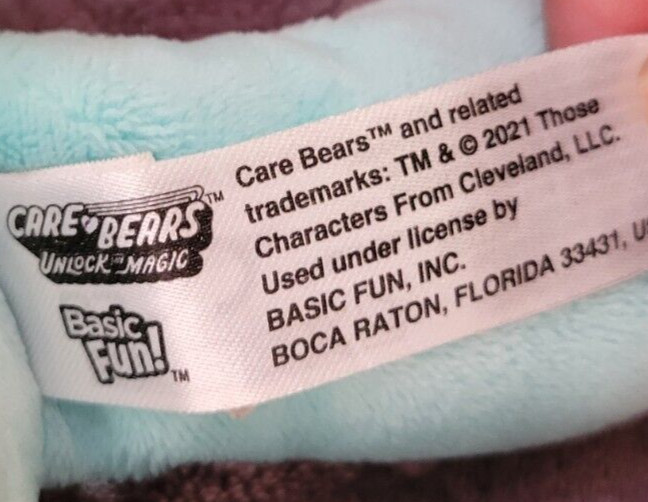 CARE BEARS™
UNLOCK THE MAGIC
Basic
Fun!™
Care Bears™ and related
trademarks: TM & © 2021 Those
Characters From Cleveland, LLC.
Used under license by
BASIC FUN, INC.
BOCA RATON, FLORIDA 33431,